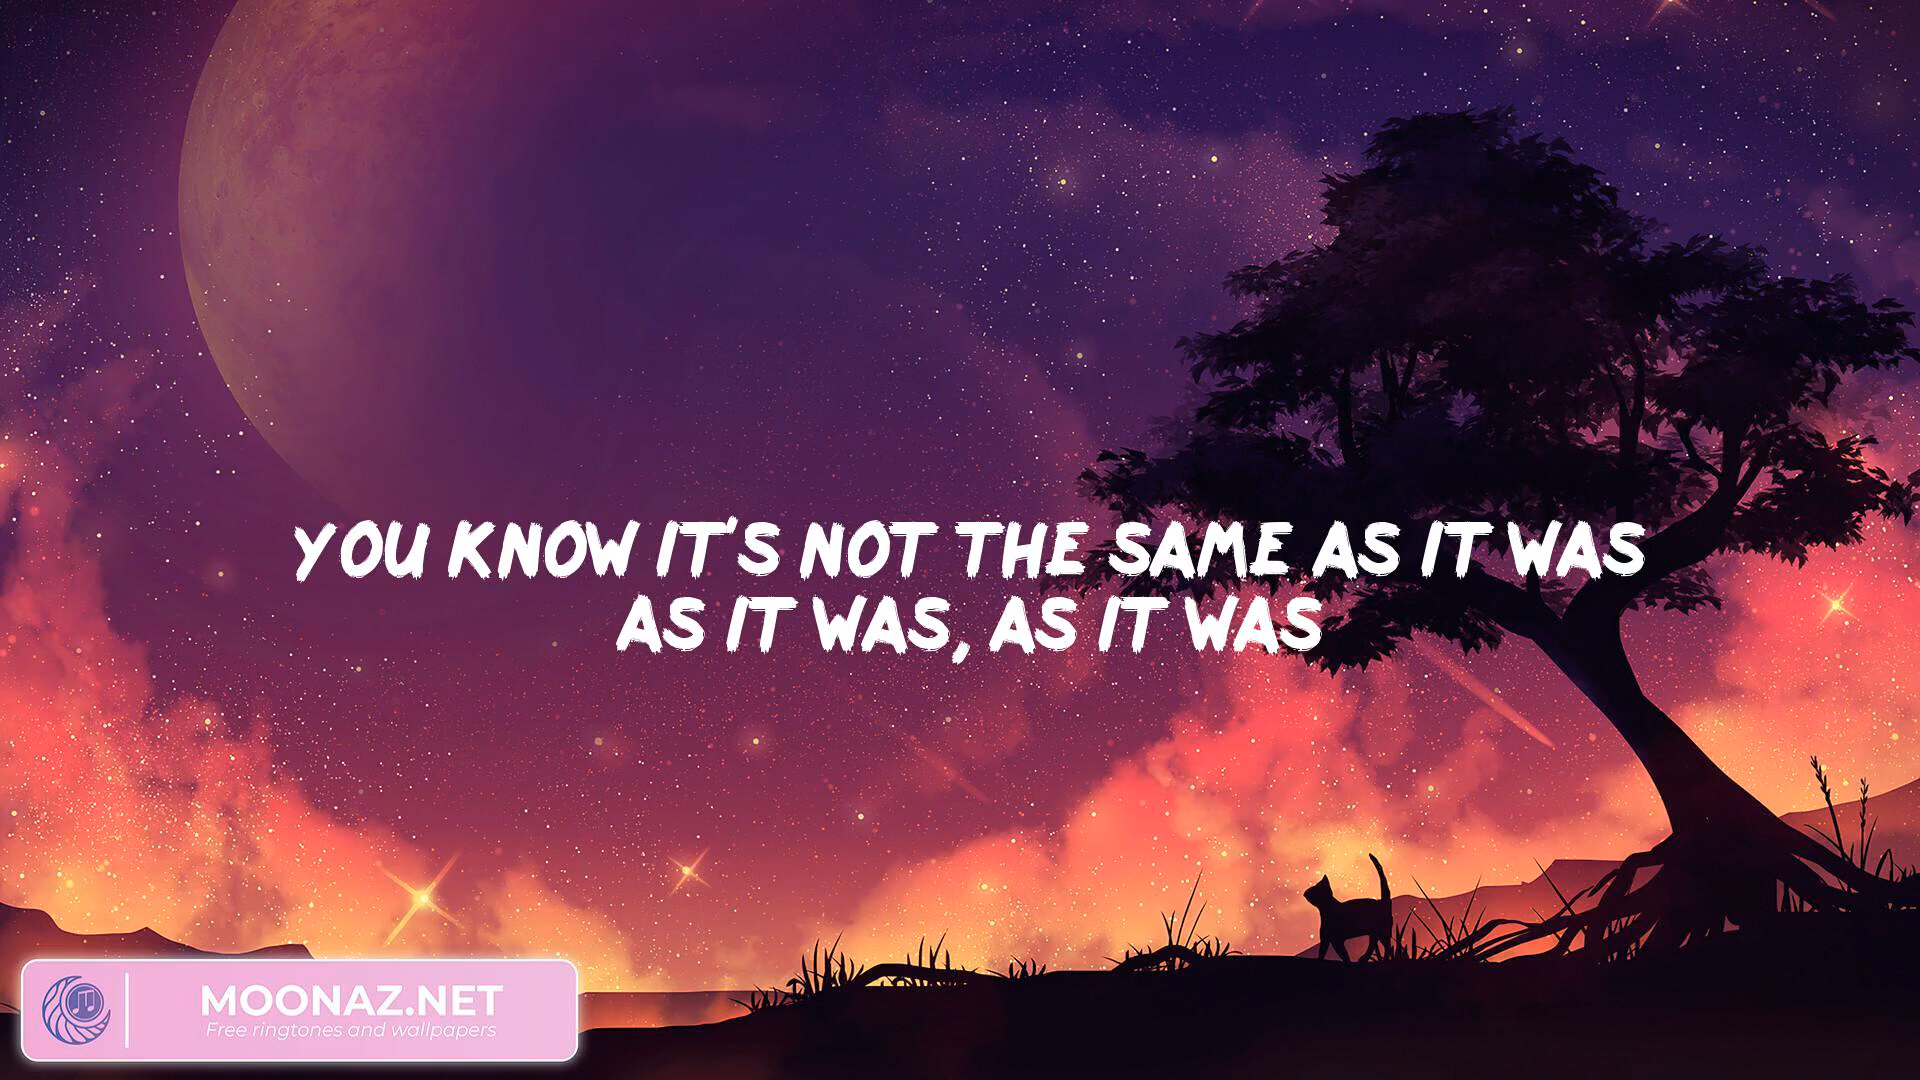 YOU KNOW IT'S NOT THE SAME AS IT WAS
AS IT WAS, AS IT WAS
MOONAZ.NET
Free ringtones and wallpapers